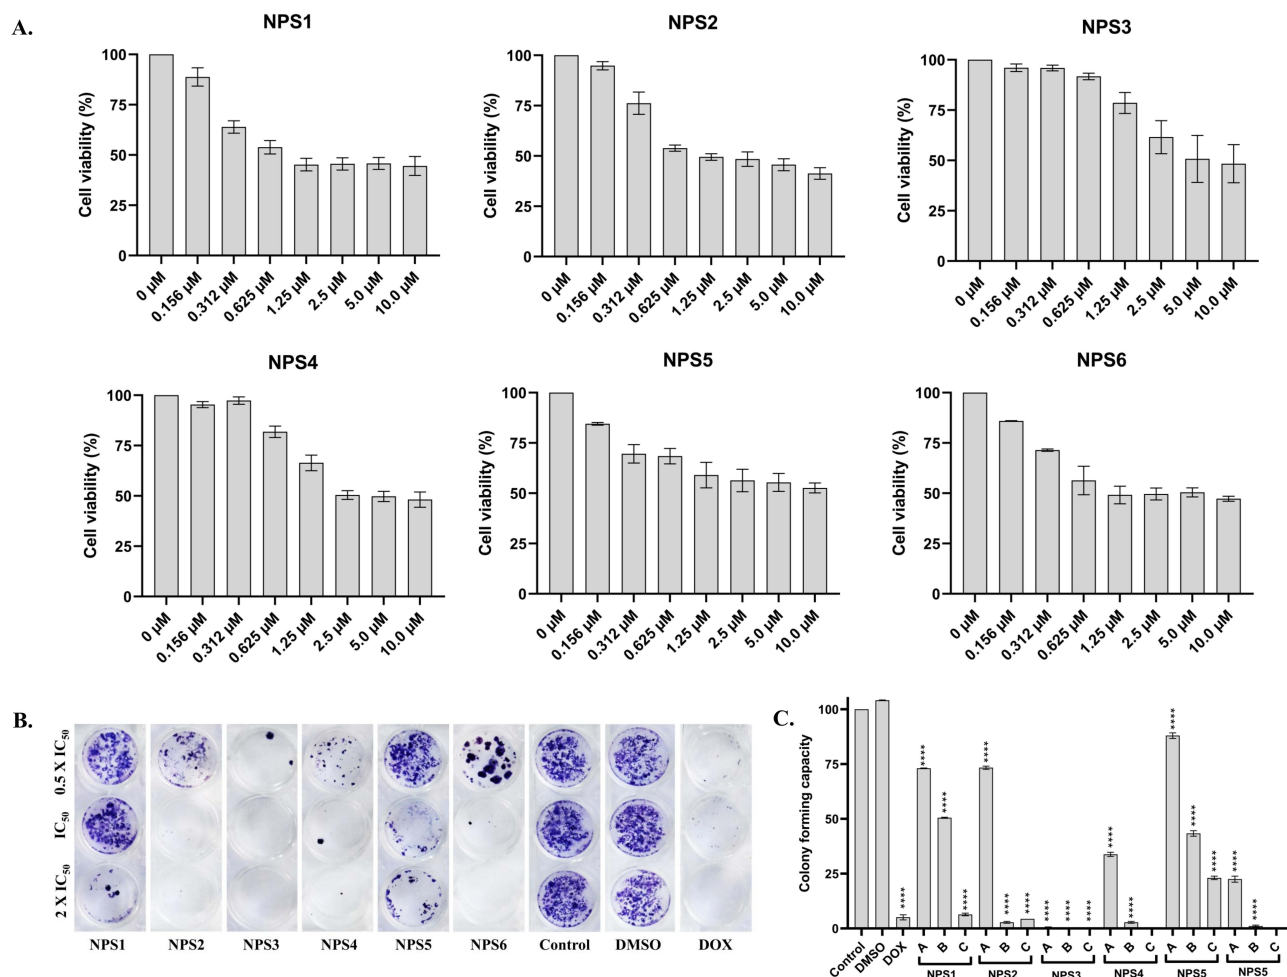 A.
NPS1
Cell viability (%)
100
75
50
25
0
0 µM
0.156 µM
0.312 µM
0.625 µM
1.25 µM
2.5 µM
5.0 µM
10.0 µM
NPS2
Cell viability (%)
100
75
50
25
0
0 µM
0.156 µM
0.312 µM
0.625 µM
1.25 µM
2.5 µM
5.0 µM
10.0 µM
NPS3
Cell viability (%)
100
75
50
25
0
0 µM
0.156 µM
0.312 µM
0.625 µM
1.25 µM
2.5 µM
5.0 µM
10.0 µM
NPS4
Cell viability (%)
100
75
50
25
0
0 µM
0.156 µM
0.312 µM
0.625 µM
1.25 µM
2.5 µM
5.0 µM
10.0 µM
NPS5
Cell viability (%)
100
75
50
25
0
0 µM
0.156 µM
0.312 µM
0.625 µM
1.25 µM
2.5 µM
5.0 µM
10.0 µM
NPS6
Cell viability (%)
100
75
50
25
0
0 µM
0.156 µM
0.312 µM
0.625 µM
1.25 µM
2.5 µM
5.0 µM
10.0 µM
B.
0.5 X IC50
IC50
2 X IC50
NPS1 NPS2 NPS3 NPS4 NPS5 NPS6 Control DMSO DOX
C.
Colony forming capacity
100
75
50
25
0
**** **** **** **** **** **** **** **** **** **** **** **** **** **** **** **** ****
Control DMSO DOX A B C A B C A B C A B C A B C A B C
NPS1 NPS2 NPS3 NPS4 NPS5 NPS5